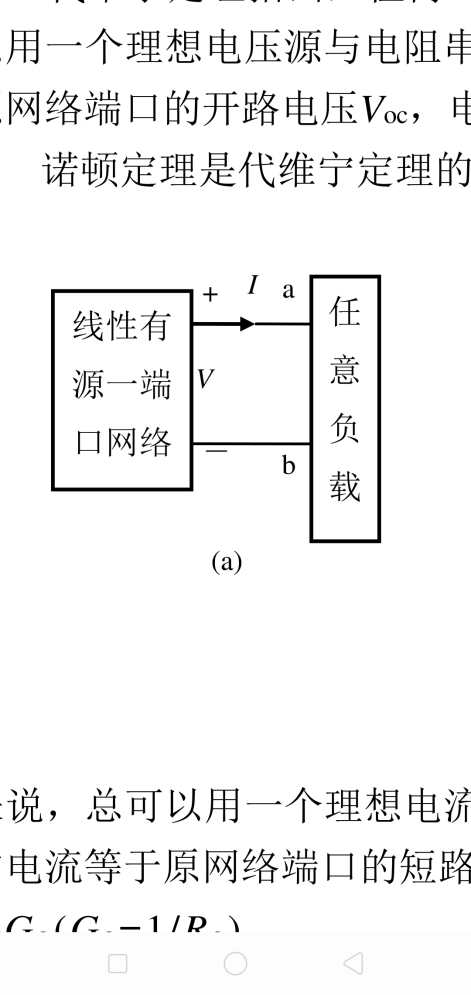 用一个理想电压源与电阻串
网络端口的开路电压Voc，电
诺顿定理是代维宁定理的
+ I a
线性有
源一端
口网络
V
任
意
负
载
—
b
(a)
说，总可以用一个理想电流
电流等于原网络端口的短路